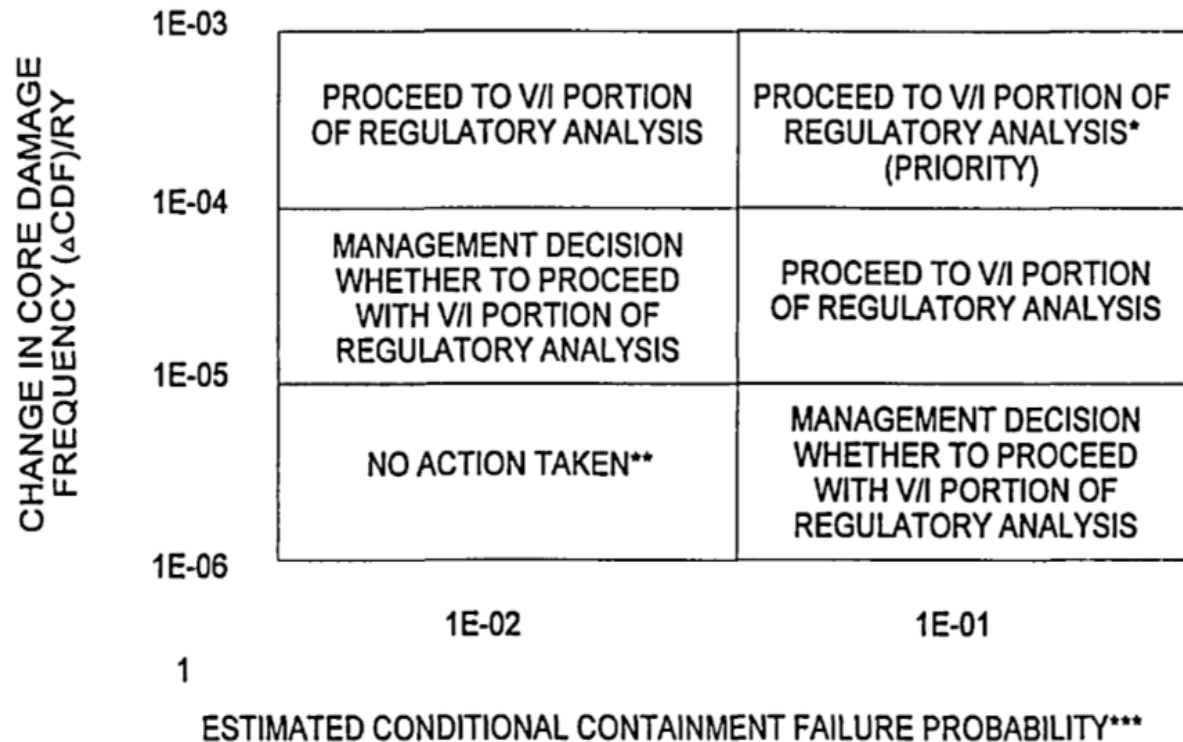 1E-03
CHANGE IN CORE DAMAGE
FREQUENCY (△CDF)/RY
PROCEED TO V/I PORTION
OF REGULATORY ANALYSIS
PROCEED TO V/I PORTION OF
REGULATORY ANALYSIS*
(PRIORITY)
1E-04
MANAGEMENT DECISION
WHETHER TO PROCEED
WITH V/I PORTION OF
REGULATORY ANALYSIS
PROCEED TO V/I PORTION
OF REGULATORY ANALYSIS
1E-05
NO ACTION TAKEN**
MANAGEMENT DECISION
WHETHER TO PROCEED
WITH V/I PORTION OF
REGULATORY ANALYSIS
1E-06
1E-02
1E-01
1
ESTIMATED CONDITIONAL CONTAINMENT FAILURE PROBABILITY***